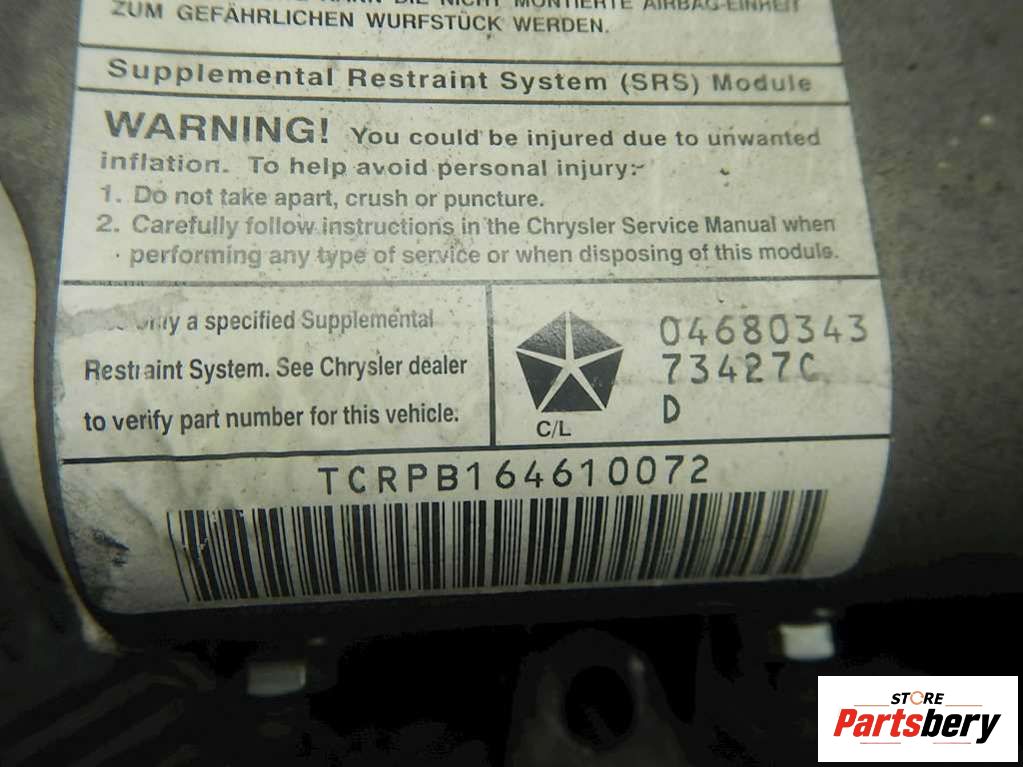 ZUM GEFÄHRLICHEN WURFSTÜCK WERDEN.
Supplemental Restraint System (SRS) Module
WARNING! You could be injured due to unwanted
inflation. To help avoid personal injury:
1. Do not take apart, crush or puncture.
2. Carefully follow instructions in the Chrysler Service Manual when
performing any type of service or when disposing of this module.
only a specified Supplemental
Restraint System. See Chrysler dealer
to verify part number for this vehicle.
C/L
04680343
73427C
D
TCRPB164610072
STORE
Partsbery